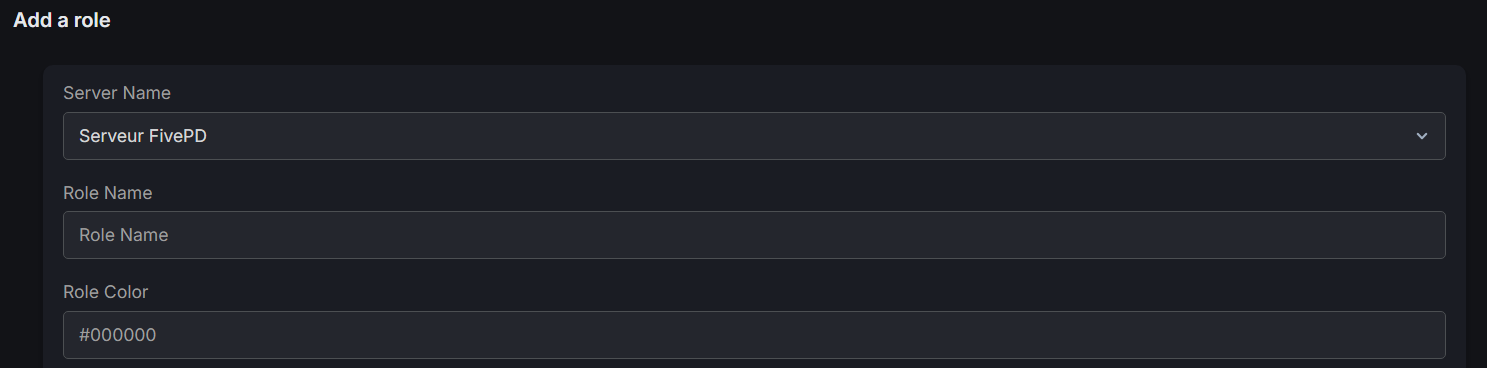 Add a role
Server Name
Serveur FivePD
Role Name
Role Name
Role Color
#000000